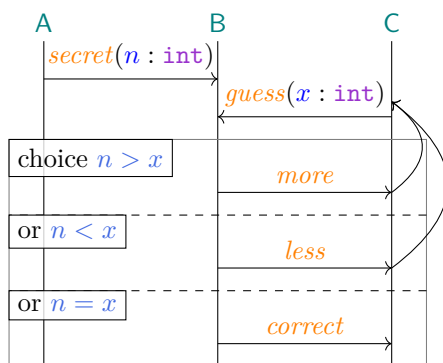 A B C
secret(n : int)
guess(x : int)
choice n > x
more
or n < x
less
or n = x
correct